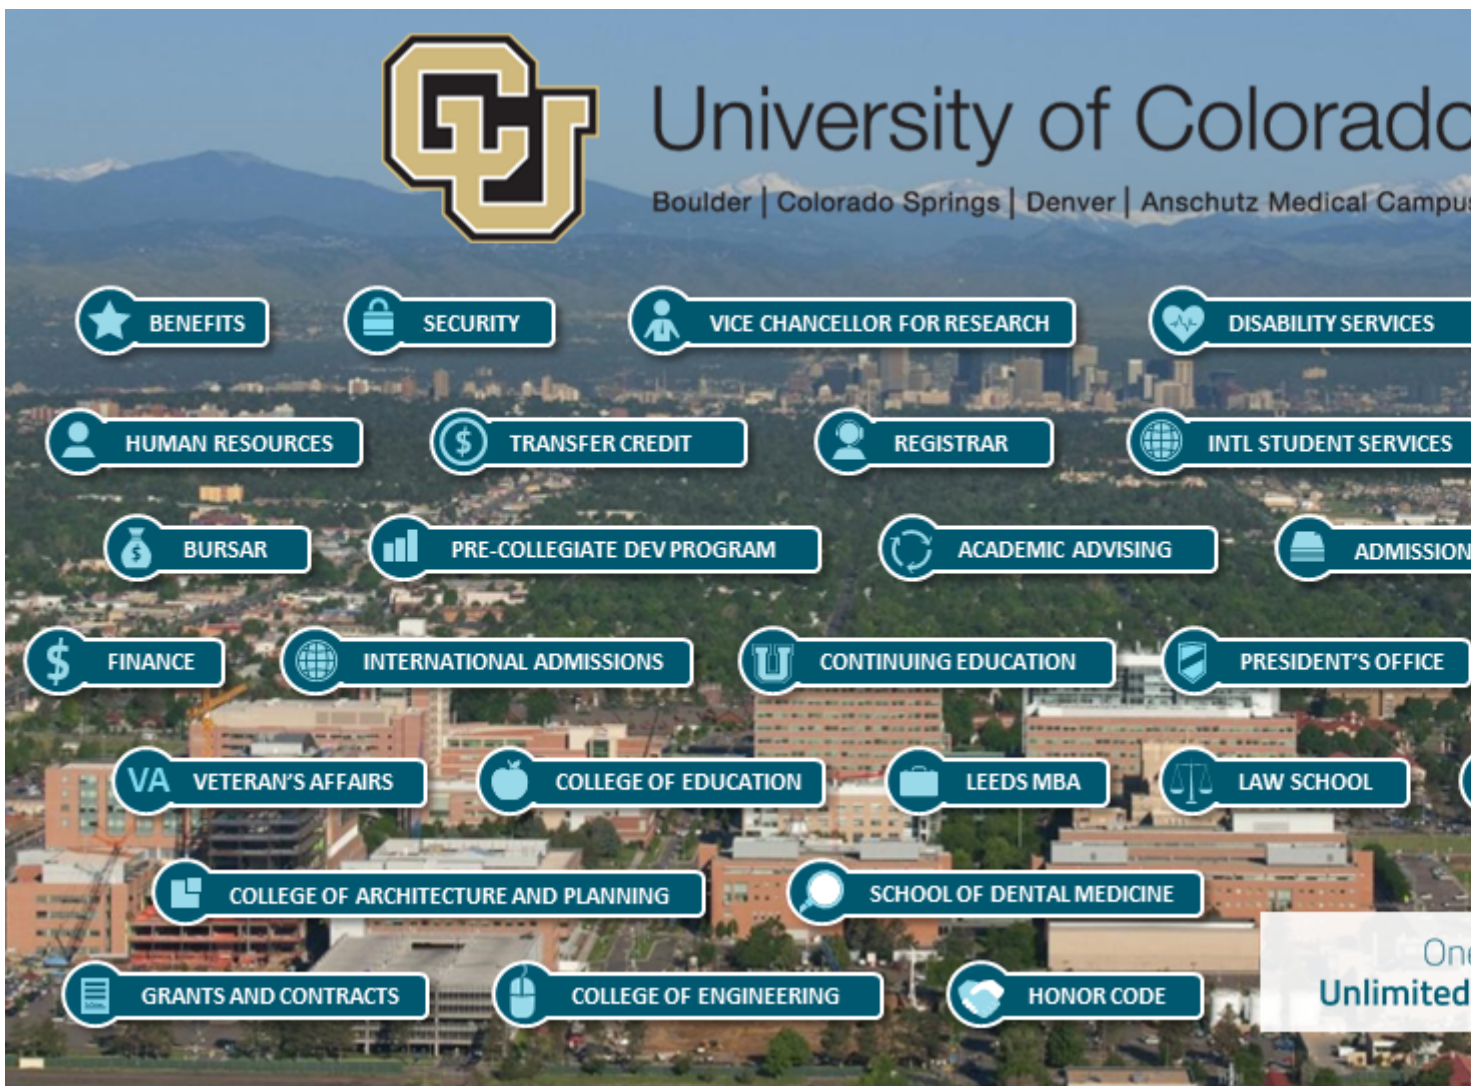 CU
University of Colorado
Boulder | Colorado Springs | Denver | Anschutz Medical Campus
BENEFITS
SECURITY
VICE CHANCELLOR FOR RESEARCH
DISABILITY SERVICES
HUMAN RESOURCES
$
TRANSFER CREDIT
REGISTRAR
INTL STUDENT SERVICES
$
BURSAR
PRE-COLLEGIATE DEV PROGRAM
ACADEMIC ADVISING
ADMISSION
$
FINANCE
INTERNATIONAL ADMISSIONS
U
CONTINUING EDUCATION
PRESIDENT'S OFFICE
VA
VETERAN'S AFFAIRS
COLLEGE OF EDUCATION
LEEDS MBA
LAW SCHOOL
COLLEGE OF ARCHITECTURE AND PLANNING
SCHOOL OF DENTAL MEDICINE
GRANTS AND CONTRACTS
COLLEGE OF ENGINEERING
HONOR CODE
One
Unlimited